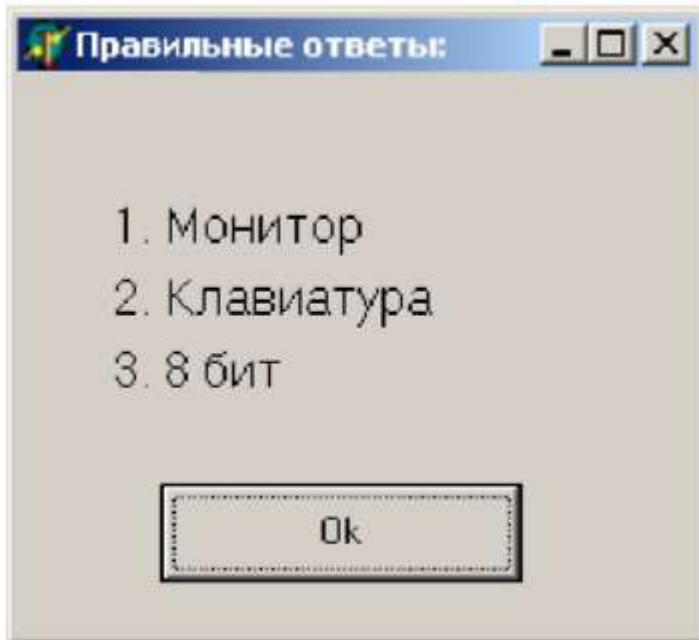 Правильные ответы:
1. Монитор
2. Клавиатура
3. 8 бит
Ok